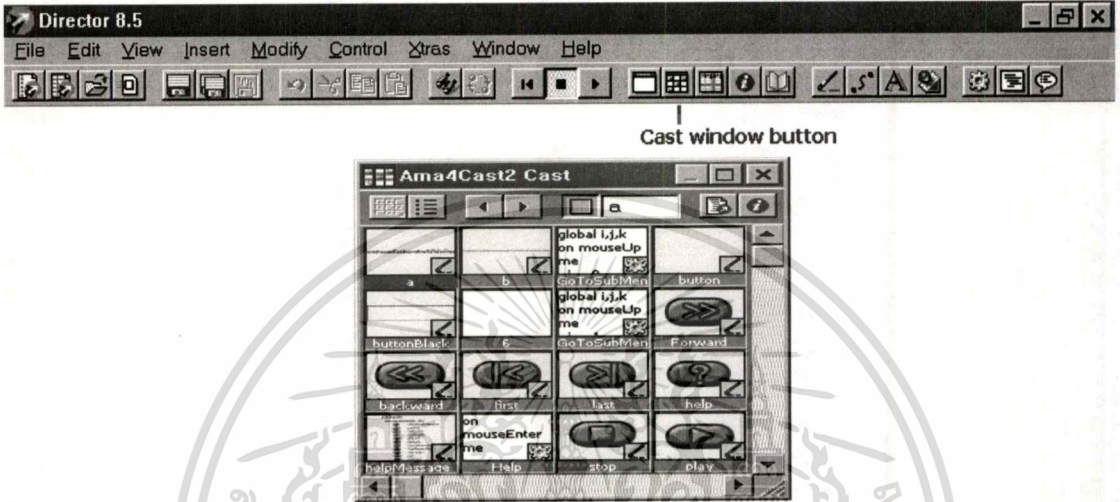 Director 8.5
File Edit View Insert Modify Control Xtras Window Help
Cast window button
Ama4Cast2 Cast
a
global i,j,k
on mouseUp
me
a b GoToSubMen button
global i,j,k
on mouseUp
me
buttonBlack 6 GoToSubMen Forward
backward first last help
on
mouseEnter
me
helpMessage Help stop play